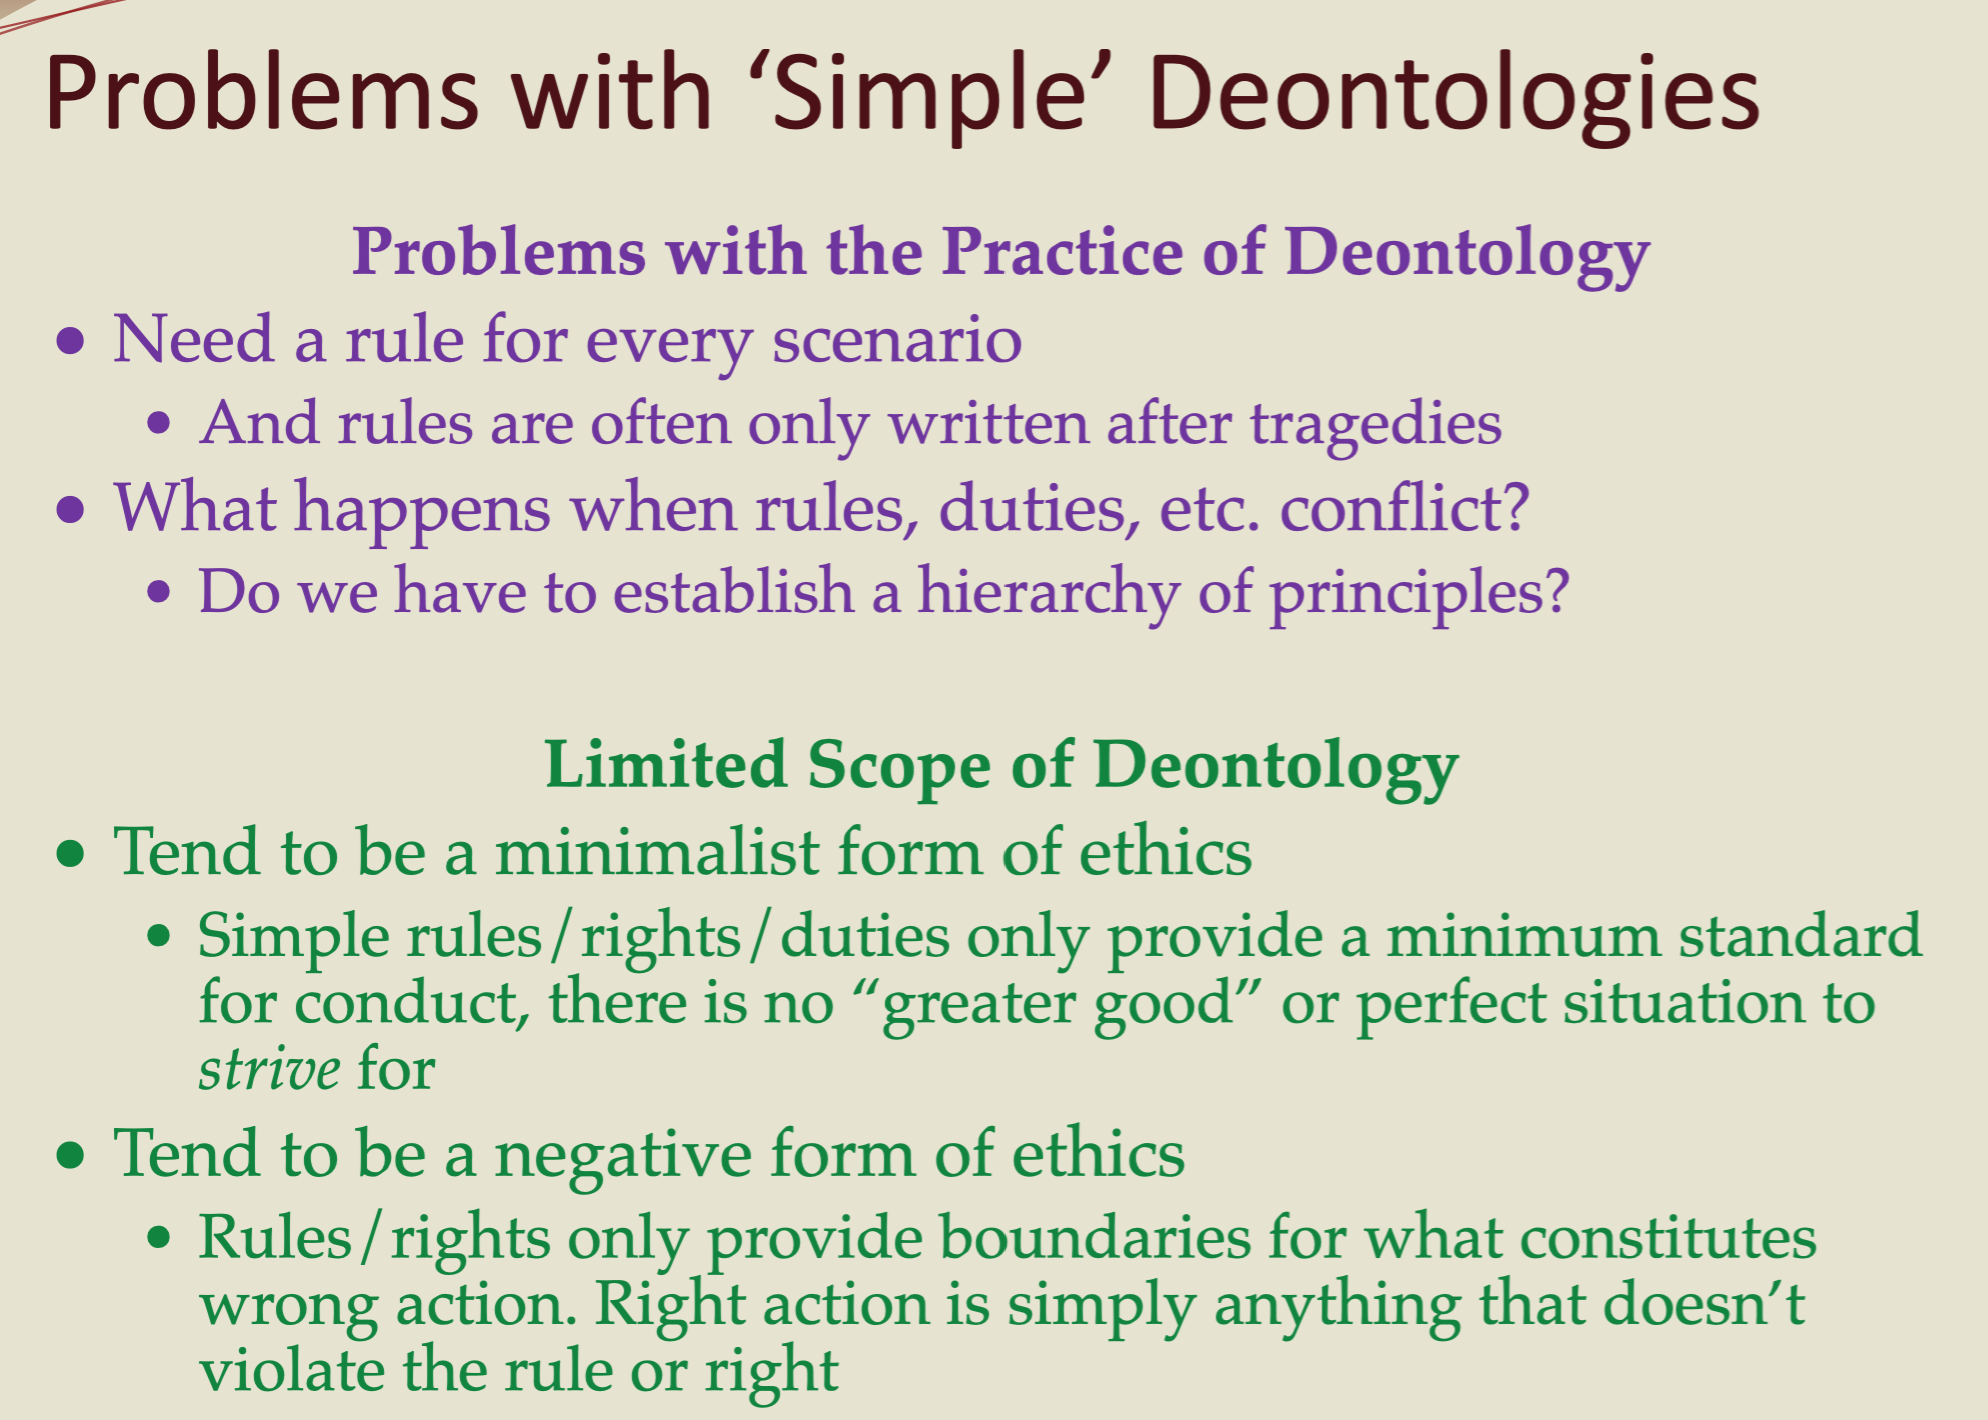 Problems with ‘Simple’ Deontologies
Problems with the Practice of Deontology
• Need a rule for every scenario
• And rules are often only written after tragedies
• What happens when rules, duties, etc. conflict?
• Do we have to establish a hierarchy of principles?
Limited Scope of Deontology
• Tend to be a minimalist form of ethics
• Simple rules/rights/duties only provide a minimum standard
for conduct, there is no “greater good” or perfect situation to
strive for
• Tend to be a negative form of ethics
• Rules/rights only provide boundaries for what constitutes
wrong action. Right action is simply anything that doesn’t
violate the rule or right